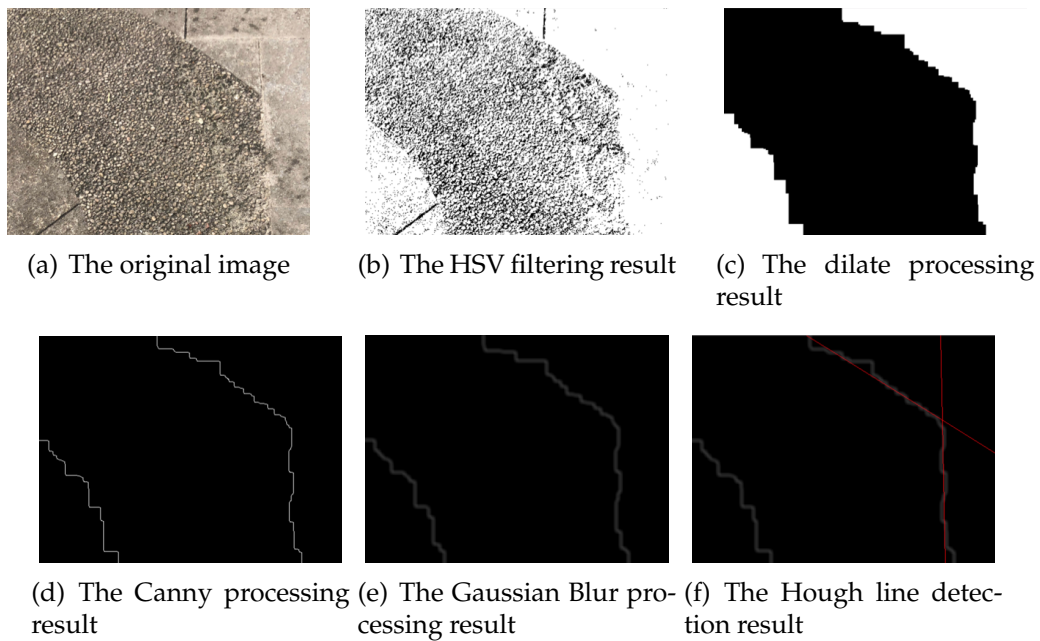 (a) The original image
(b) The HSV filtering result
(c) The dilate processing
result
(d) The Canny processing
result
(e) The Gaussian Blur pro-
cessing result
(f) The Hough line detec-
tion result